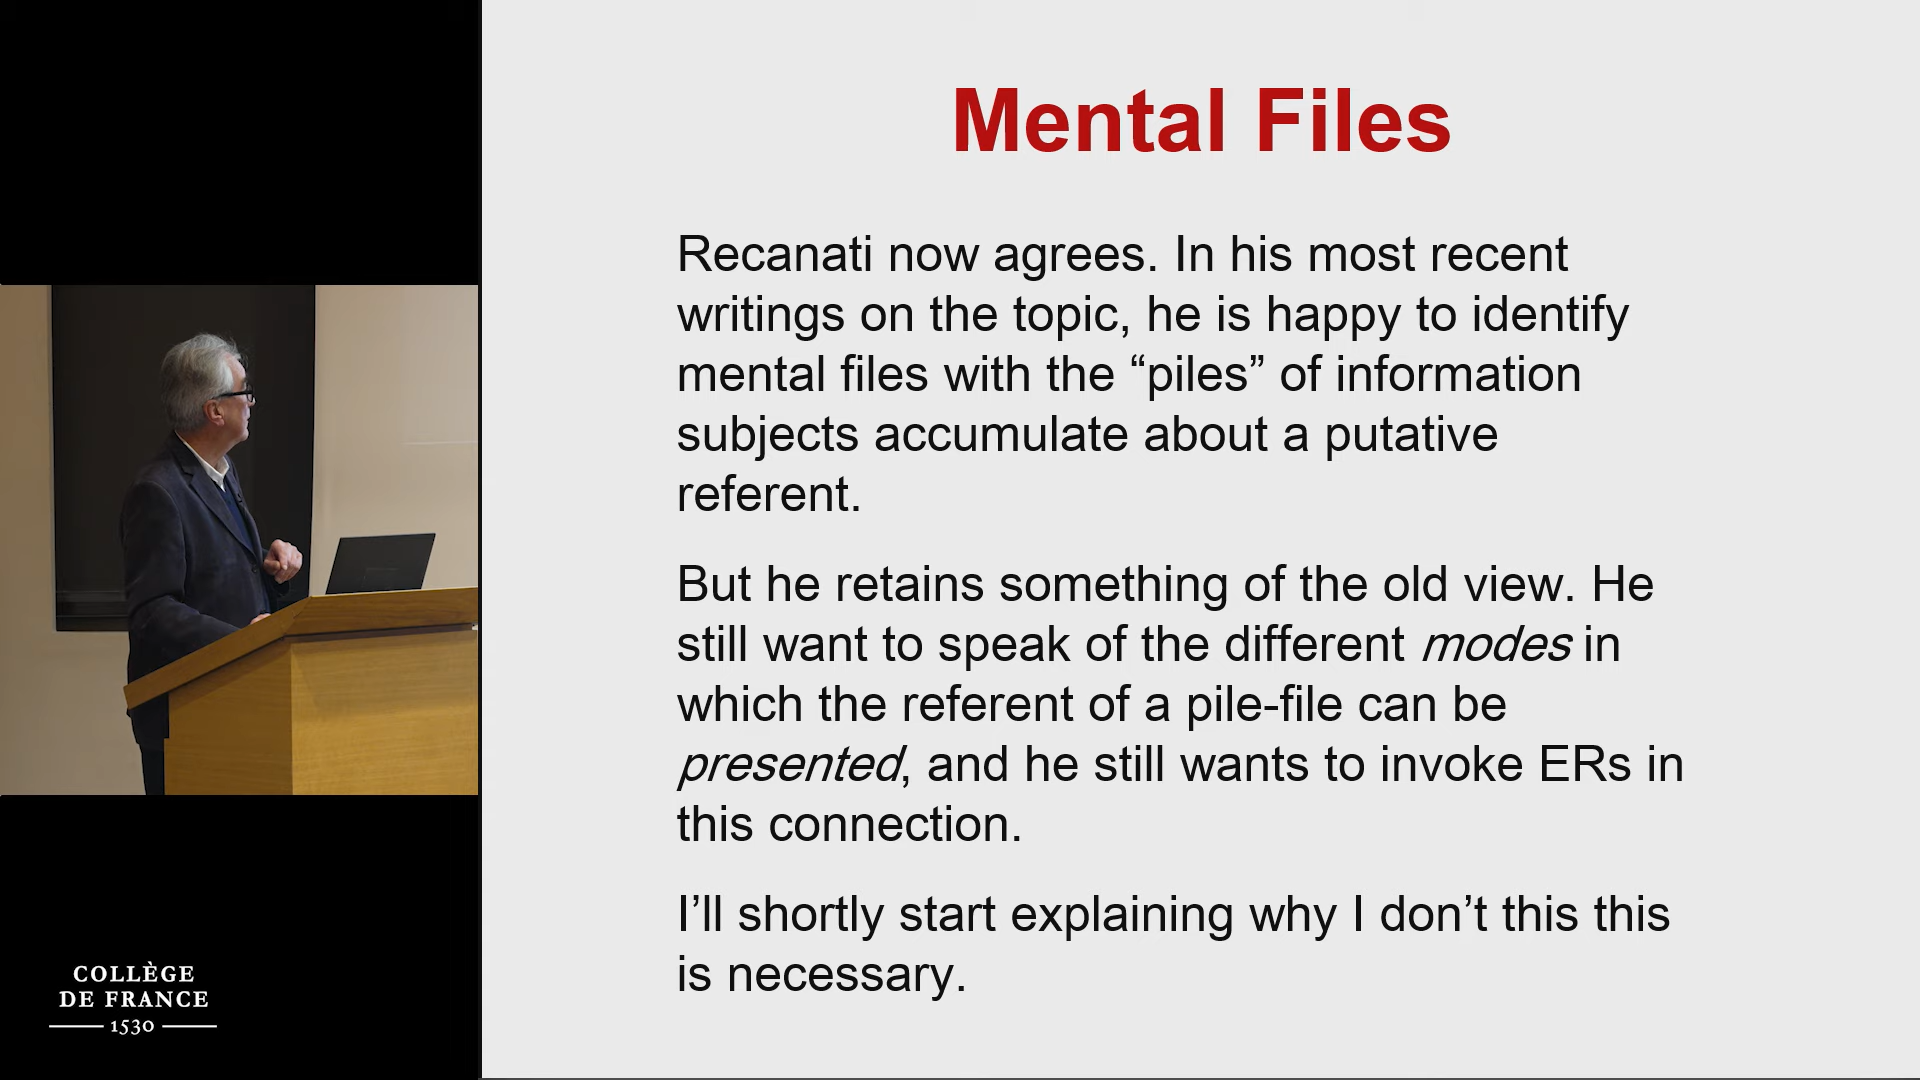 Mental Files
Recanati now agrees. In his most recent
writings on the topic, he is happy to identify
mental files with the “piles” of information
subjects accumulate about a putative
referent.
But he retains something of the old view. He
still want to speak of the different modes in
which the referent of a pile-file can be
presented, and he still wants to invoke ERs in
this connection.
I’ll shortly start explaining why I don’t this this
is necessary.
COLLÈGE
DE FRANCE
1530